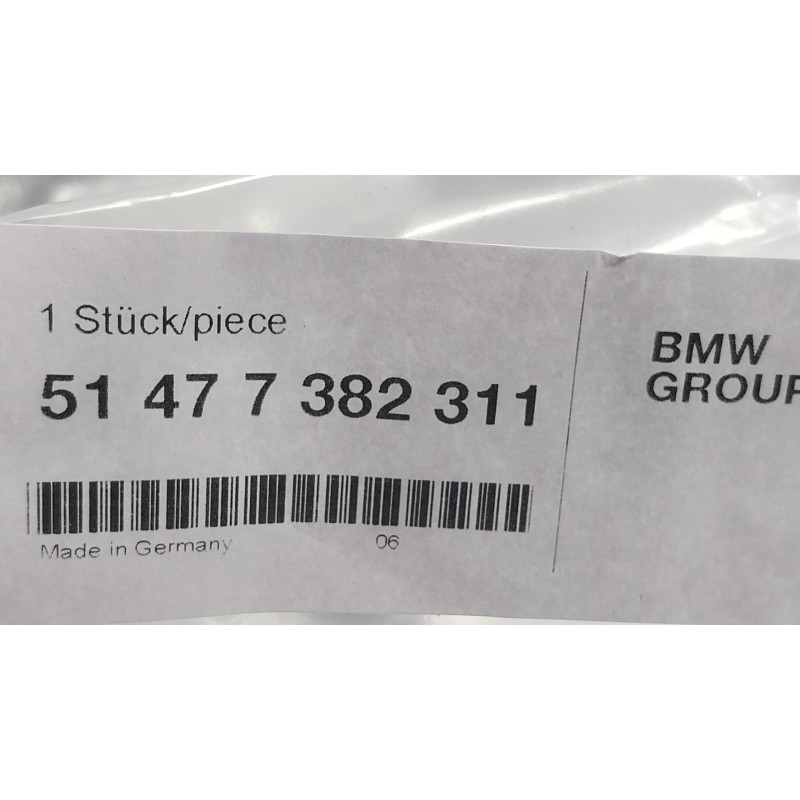 1 Stück/piece
51 47 7 382 311
Made in Germany 06
BMW
GROUP